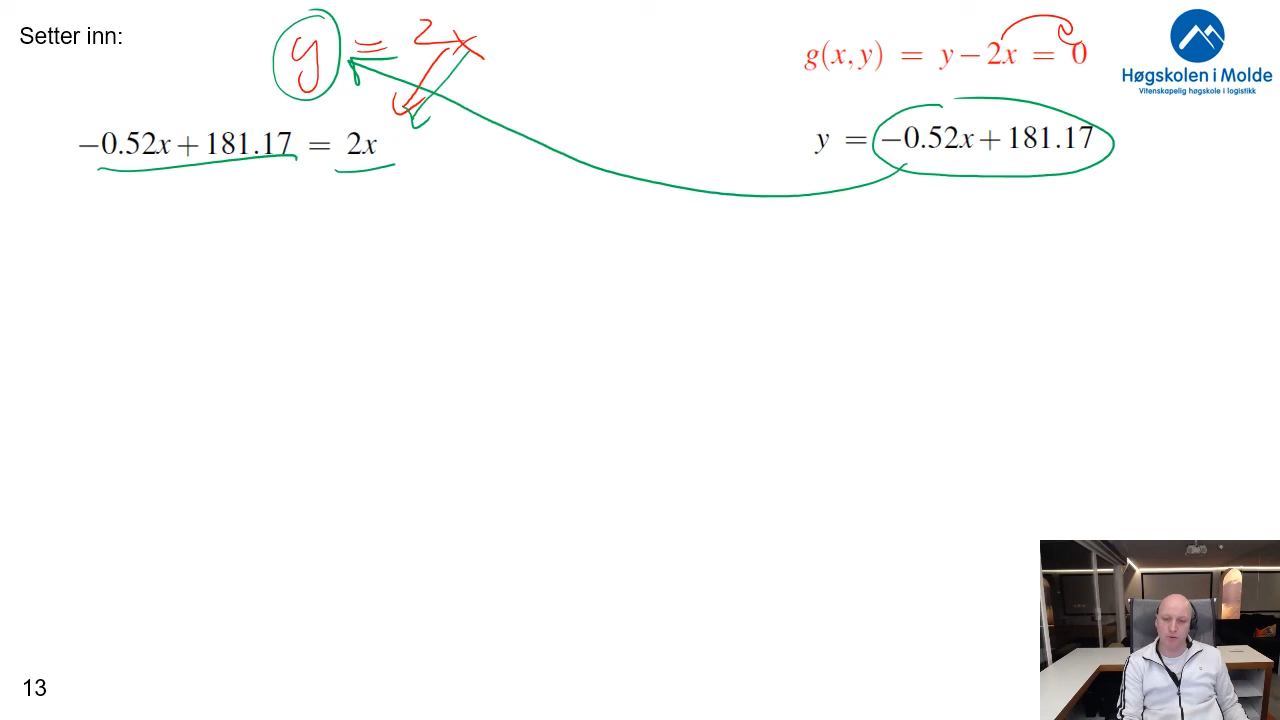 Setter inn:
y = 2x
g(x, y) = y − 2x = 0
Høgskolen i Molde
Vitenskapelig høgskole i logistikk
−0.52x + 181.17 = 2x
y = −0.52x + 181.17
13